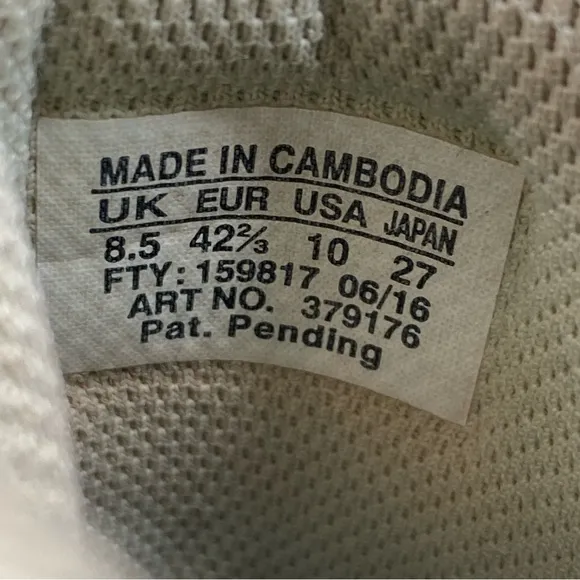 MADE IN CAMBODIA
UK EUR USA JAPAN
8.5 42⅔ 10 27
FTY: 159817 06/16
ART NO. 379176
Pat. Pending